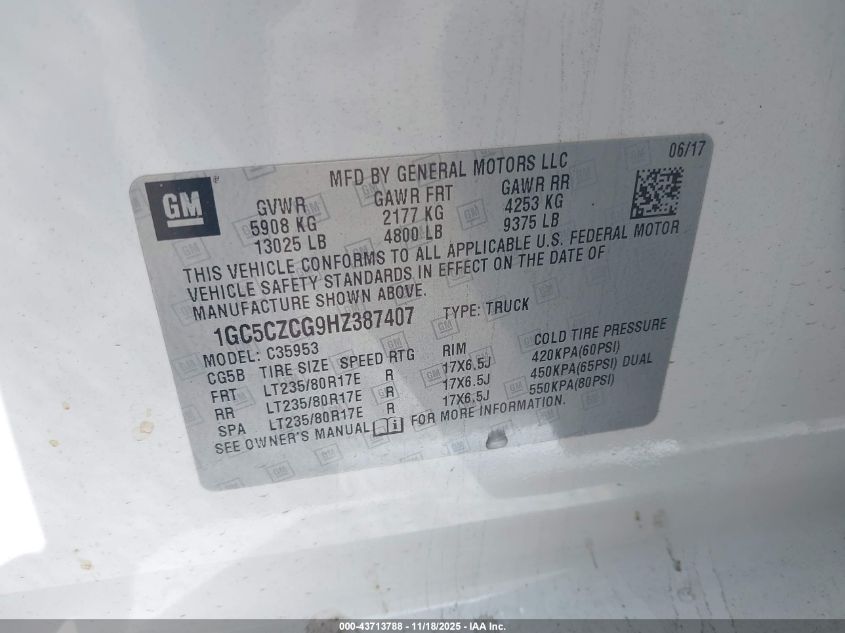 GM
MFD BY GENERAL MOTORS LLC
06/17
GVWR GAWR FRT GAWR RR
5908 KG 2177 KG 4253 KG
13025 LB 4800 LB 9375 LB
THIS VEHICLE CONFORMS TO ALL APPLICABLE U.S. FEDERAL MOTOR
VEHICLE SAFETY STANDARDS IN EFFECT ON THE DATE OF
MANUFACTURE SHOWN ABOVE.
1GC5CZCG9HZ387407 TYPE: TRUCK
MODEL: C35953
CG5B TIRE SIZE SPEED RTG RIM COLD TIRE PRESSURE
FRT LT235/80R17E R 17X6.5J 420KPA(60PSI)
RR LT235/80R17E R 17X6.5J 450KPA(65PSI) DUAL
SPA LT235/80R17E R 17X6.5J 550KPA(80PSI)
SEE OWNER'S MANUAL FOR MORE INFORMATION.
000-43713788 - 11/18/2025 - IAA Inc.